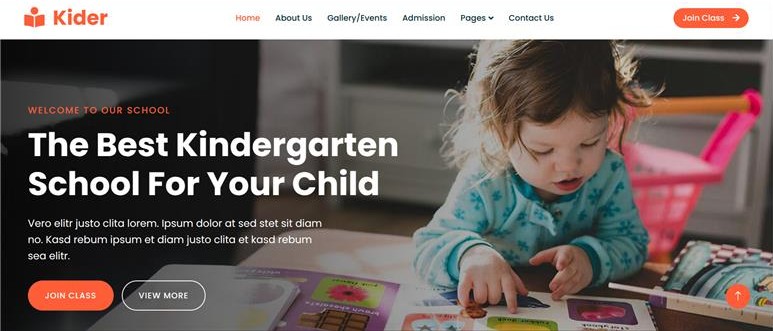 Kider
Home About Us Gallery/Events Admission Pages Contact Us
Join Class
WELCOME TO OUR SCHOOL
The Best Kindergarten
School For Your Child
Vero elitr justo clita lorem. Ipsum dolor at sed stet sit diam
no. Kasd rebum ipsum et diam justo clita et kasd rebum
sea elitr.
JOIN CLASS VIEW MORE